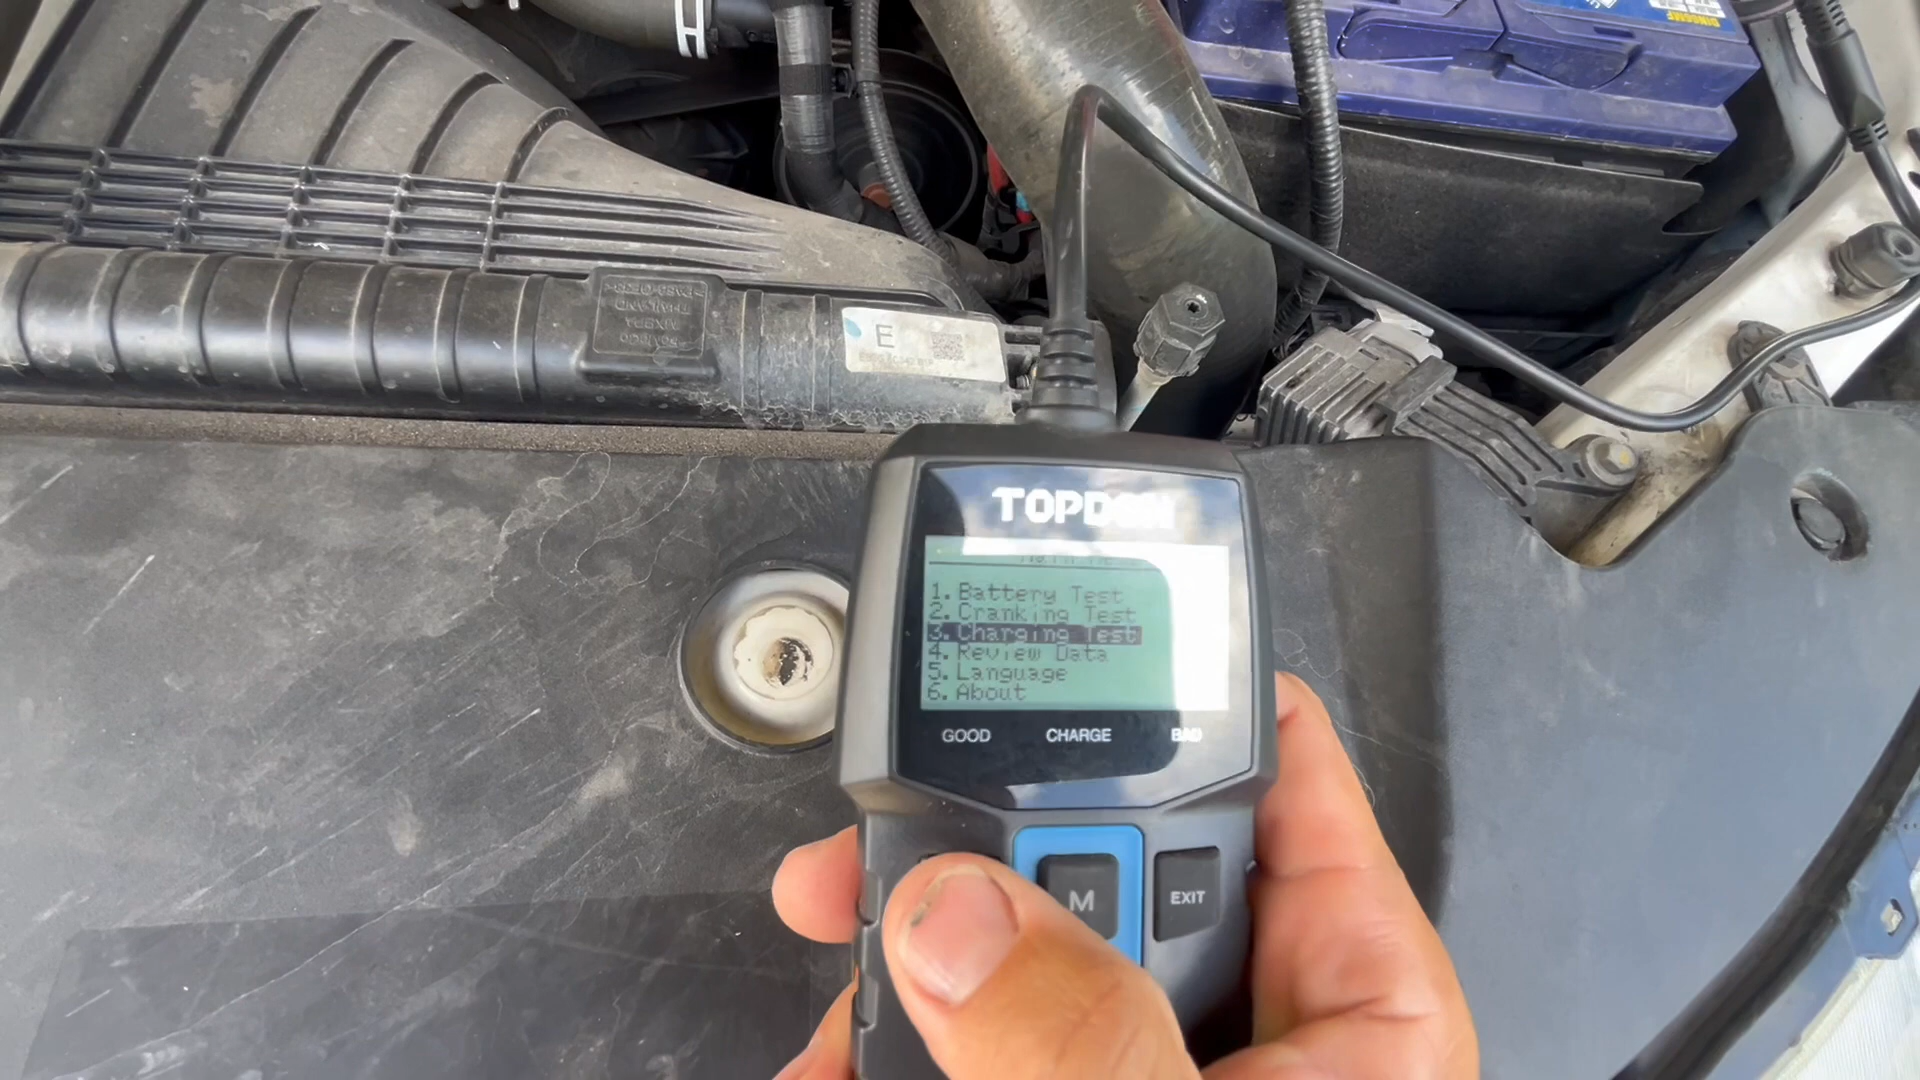 DIN66MF
E
TOPDON
1. Battery Test
2. Cranking Test
3. Charging Test
4. Review Data
5. Language
6. About
GOOD CHARGE BAD
M
EXIT